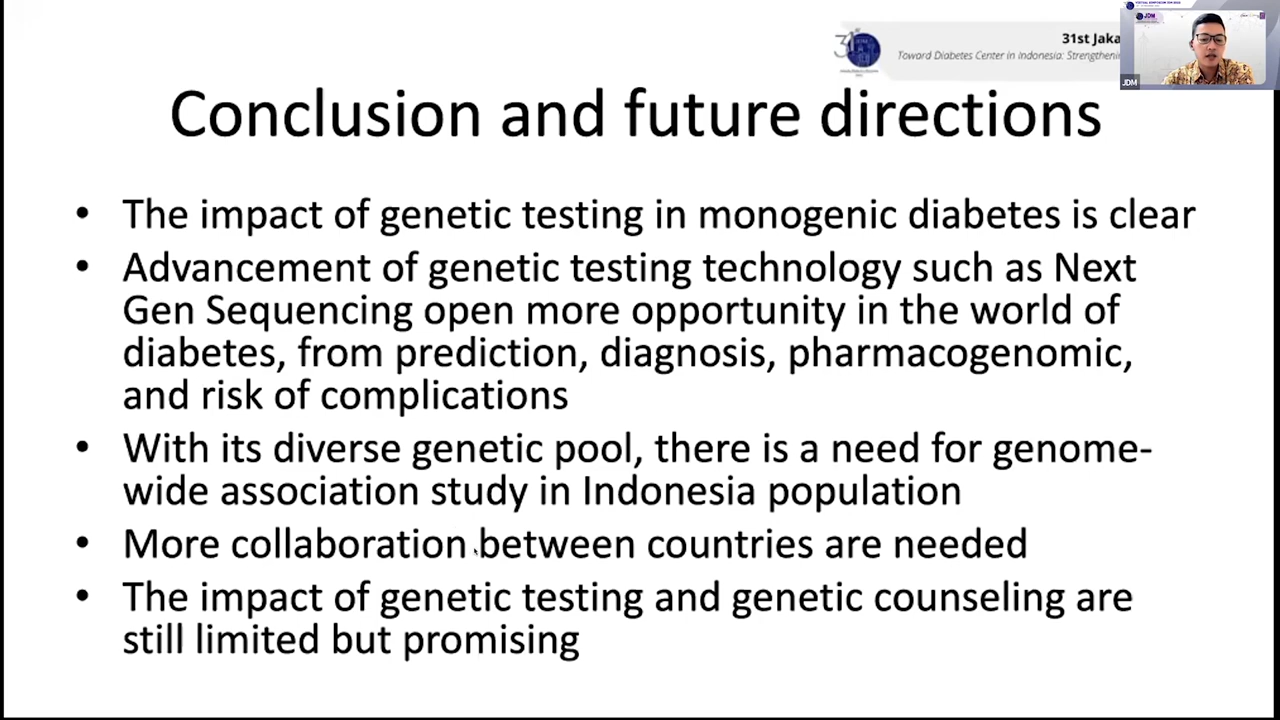 31st
31st Jaka
Toward Diabetes Center in Indonesia: Strengthenin
JDM
JDM
Conclusion and future directions
• The impact of genetic testing in monogenic diabetes is clear
• Advancement of genetic testing technology such as Next
Gen Sequencing open more opportunity in the world of
diabetes, from prediction, diagnosis, pharmacogenomic,
and risk of complications
• With its diverse genetic pool, there is a need for genome-
wide association study in Indonesia population
• More collaboration between countries are needed
• The impact of genetic testing and genetic counseling are
still limited but promising